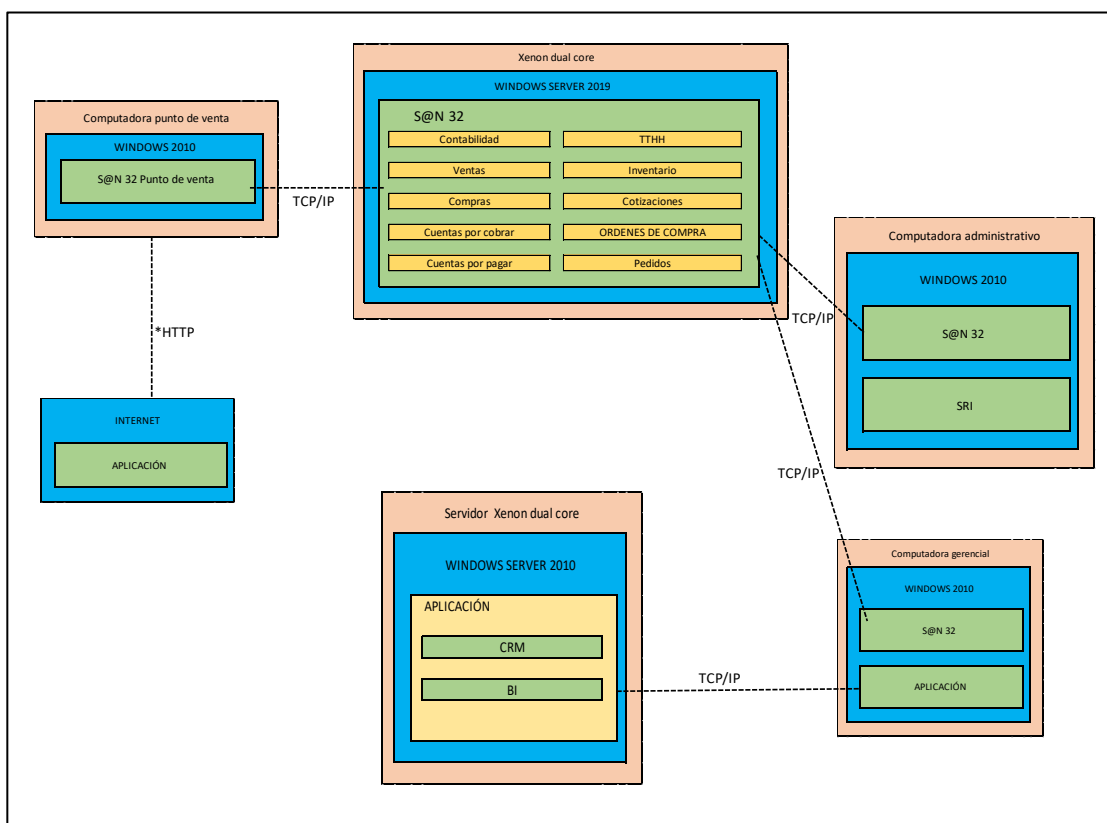 Xenon dual core
WINDOWS SERVER 2019
S@N 32
Contabilidad
TTHH
Ventas
Inventario
Compras
Cotizaciones
Cuentas por cobrar
ORDENES DE COMPRA
Cuentas por pagar
Pedidos
Computadora punto de venta
WINDOWS 2010
S@N 32 Punto de venta
TCP/IP
*HTTP
INTERNET
APLICACIÓN
Computadora administrativo
WINDOWS 2010
S@N 32
SRI
TCP/IP
TCP/IP
Servidor Xenon dual core
WINDOWS SERVER 2010
APLICACIÓN
CRM
BI
TCP/IP
Computadora gerencial
WINDOWS 2010
S@N 32
APLICACIÓN